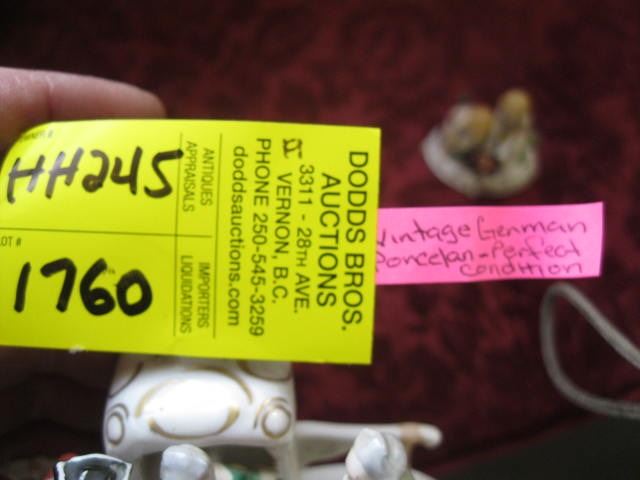 HH245
LOT #
1760
ANTIQUES
APPRAISALS
IMPORTERS
LIQUIDATIONS
DODDS BROS.
AUCTIONS
3311 - 28TH AVE.
VERNON, B.C.
PHONE 250-545-3259
doddsauctions.com
Vintage German
Porcelan - Perfect
condition